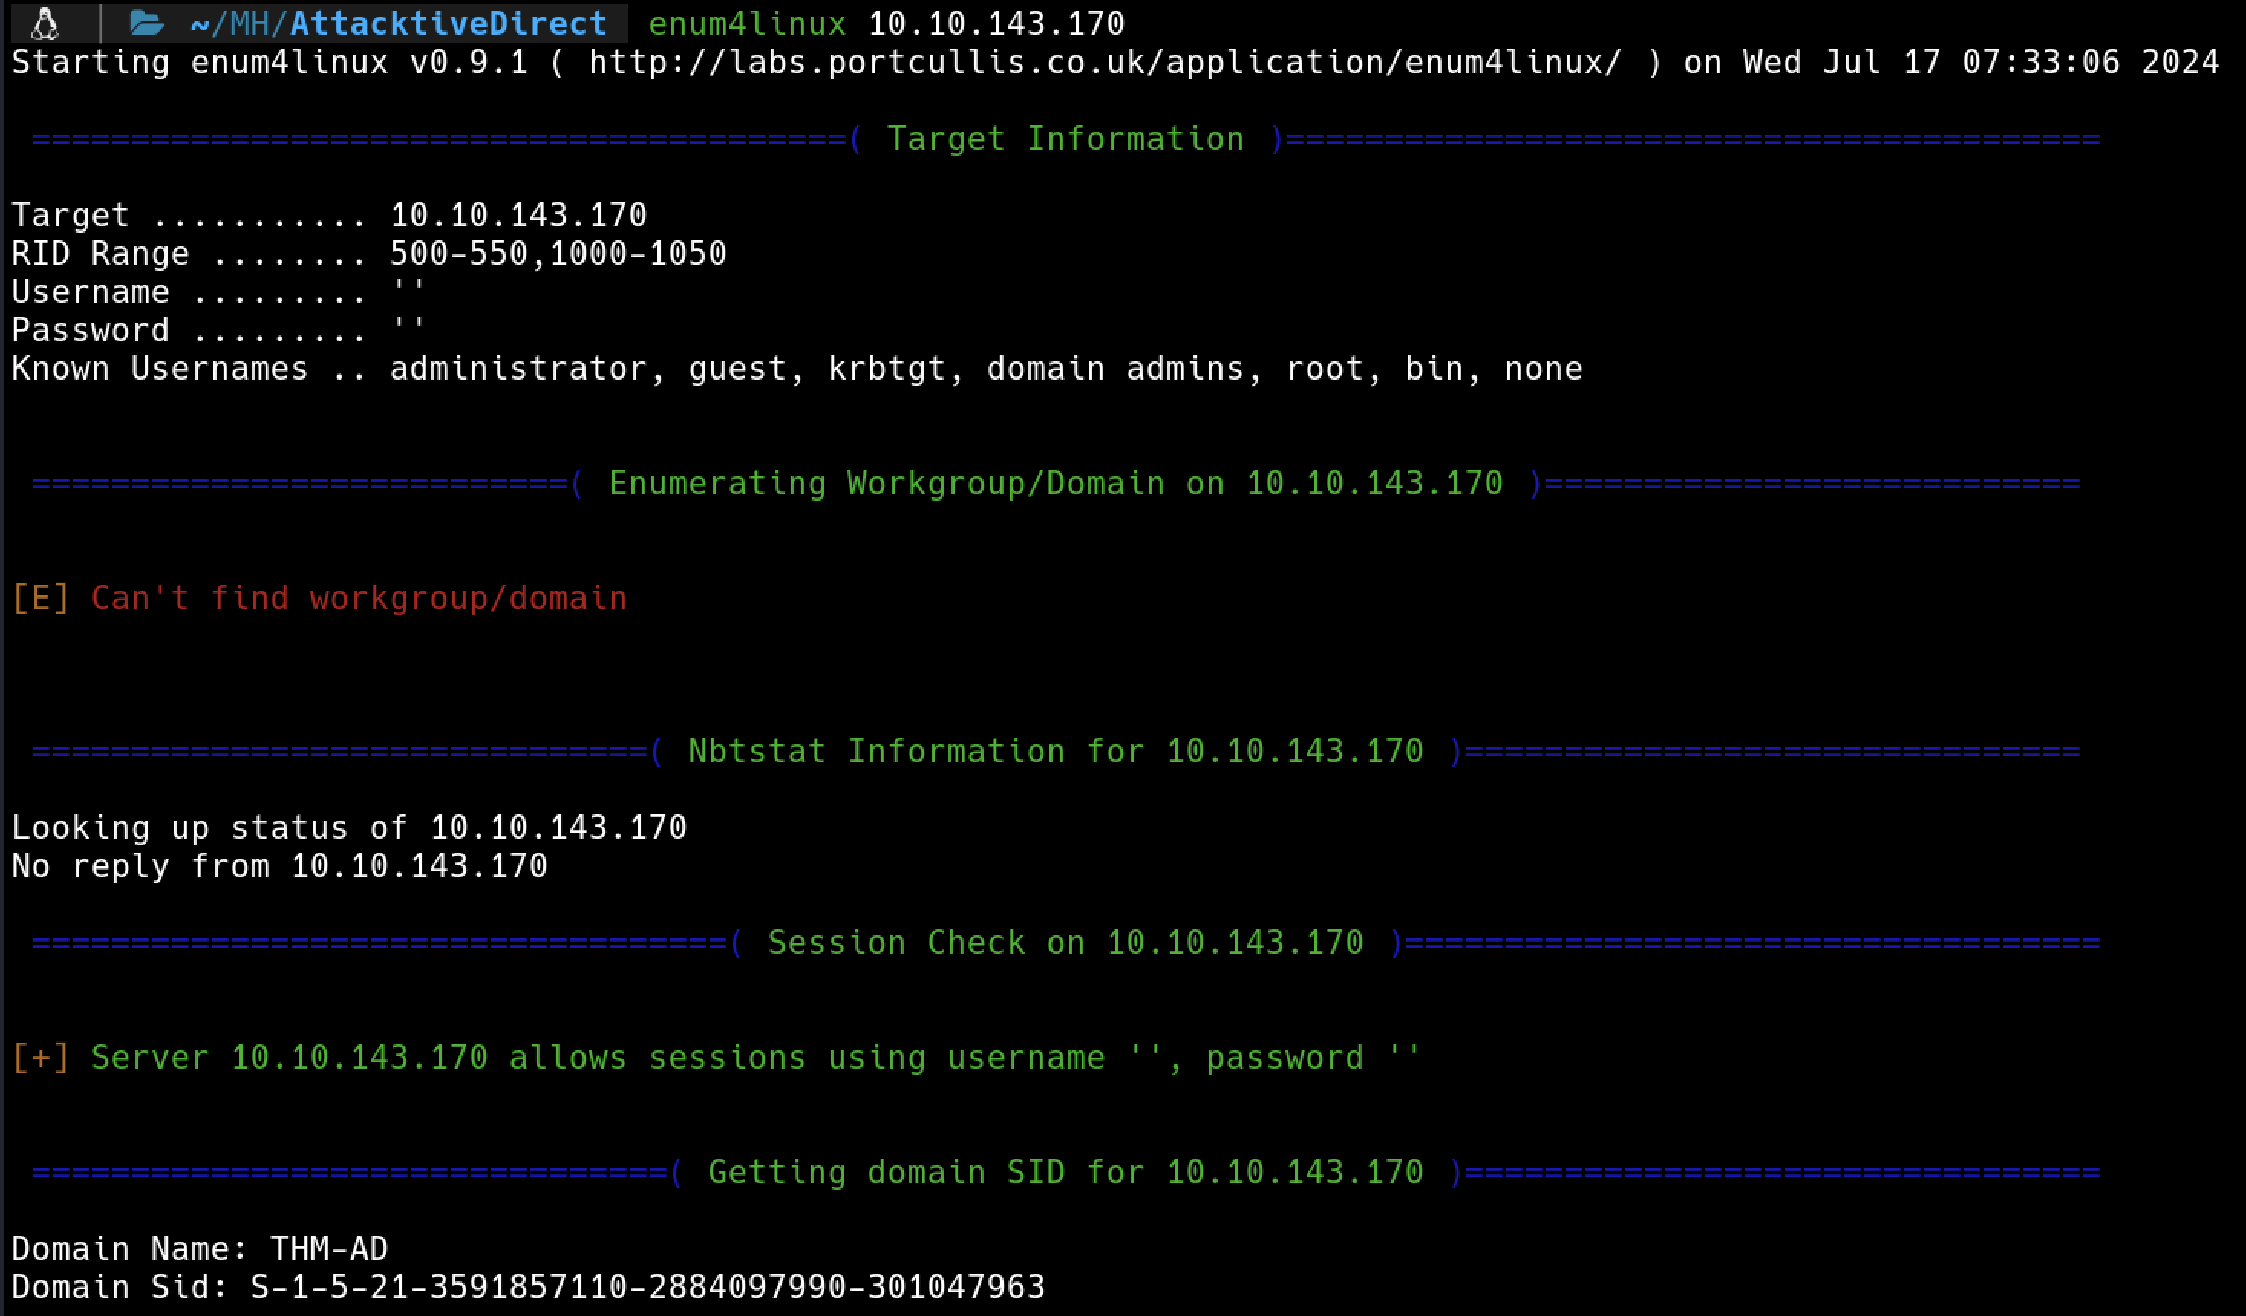 ~/MH/AttacktiveDirect enum4linux 10.10.143.170
Starting enum4linux v0.9.1 ( http://labs.portcullis.co.uk/application/enum4linux/ ) on Wed Jul 17 07:33:06 2024
=========================================( Target Information )=========================================
Target ........... 10.10.143.170
RID Range ........ 500-550,1000-1050
Username ......... ''
Password ......... ''
Known Usernames .. administrator, guest, krbtgt, domain admins, root, bin, none
===========================( Enumerating Workgroup/Domain on 10.10.143.170 )===========================
[E] Can't find workgroup/domain
===============================( Nbtstat Information for 10.10.143.170 )===============================
Looking up status of 10.10.143.170
No reply from 10.10.143.170
===================================( Session Check on 10.10.143.170 )===================================
[+] Server 10.10.143.170 allows sessions using username '', password ''
================================( Getting domain SID for 10.10.143.170 )================================
Domain Name: THM-AD
Domain Sid: S-1-5-21-3591857110-2884097990-301047963